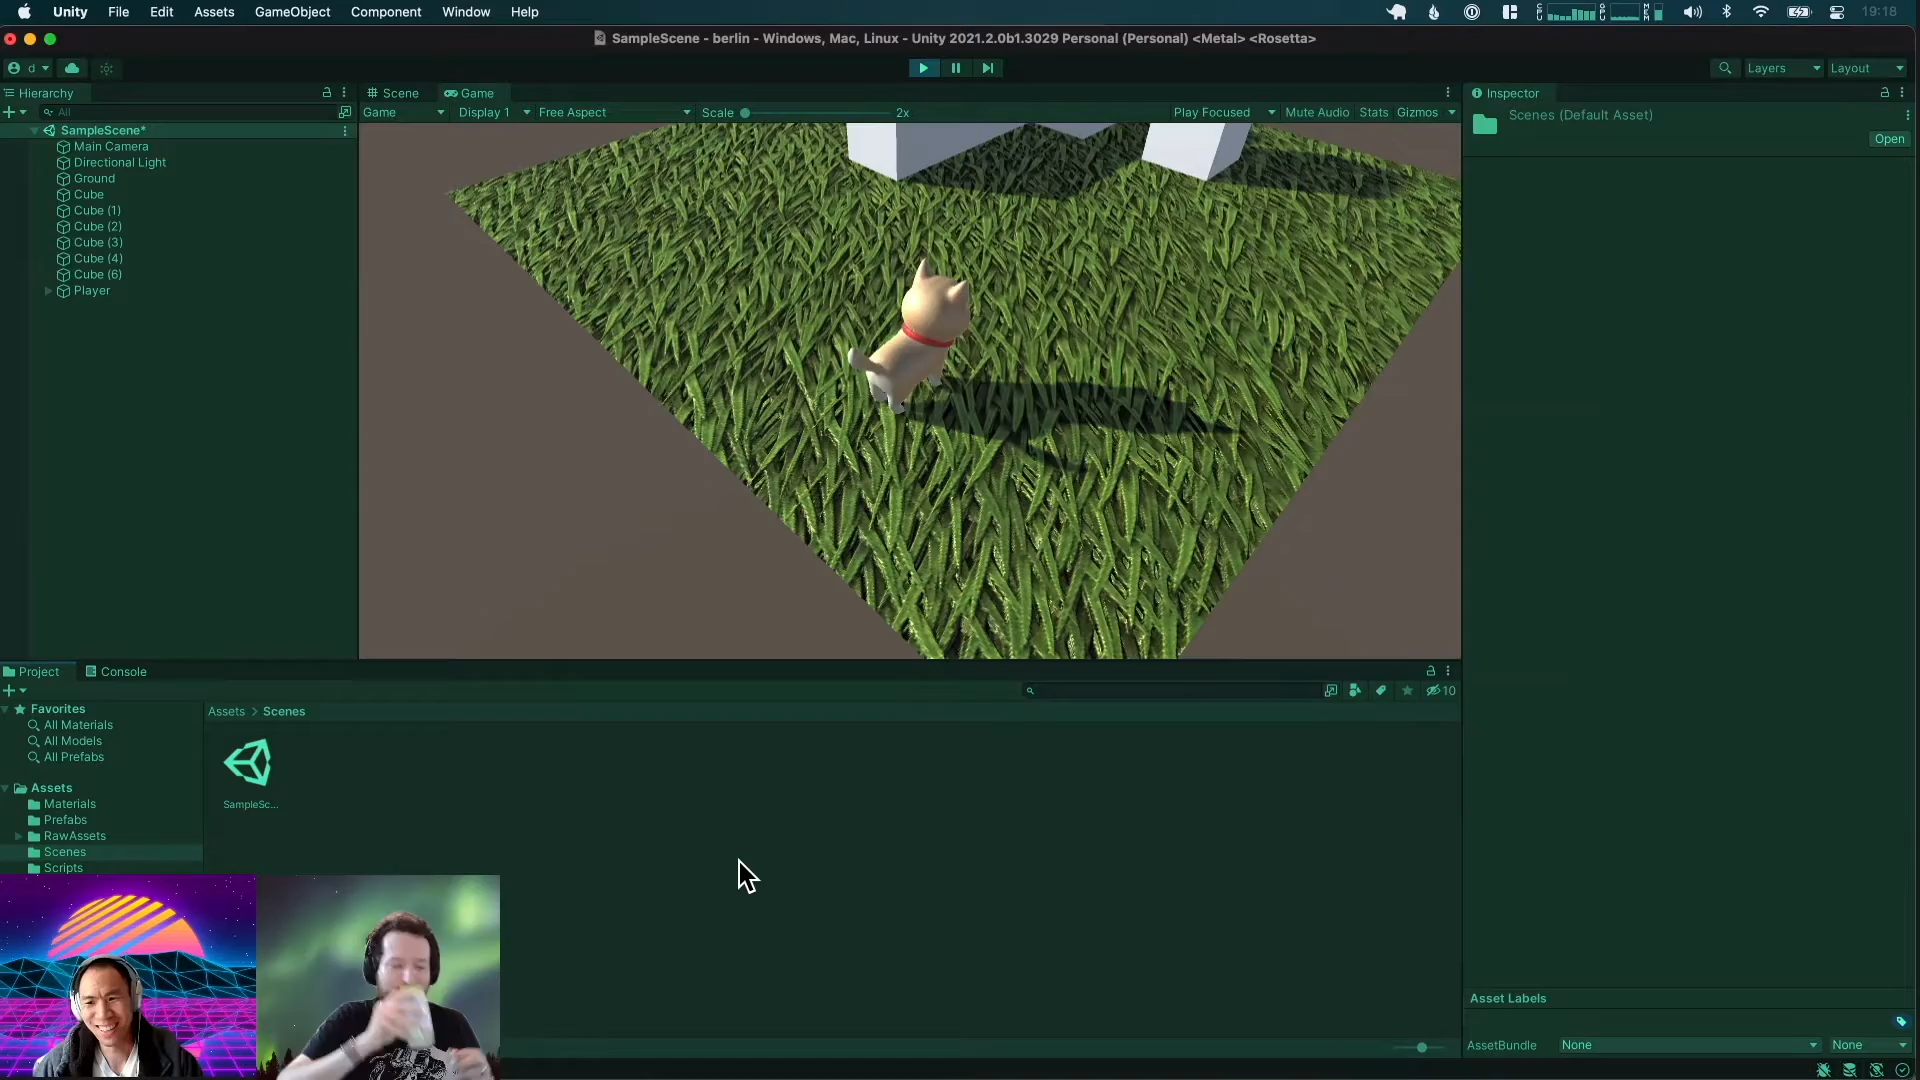 Unity File Edit Assets GameObject Component Window Help 19:18
SampleScene - berlin - Windows, Mac, Linux - Unity 2021.2.0b1.3029 Personal (Personal) <Metal> <Rosetta>
d Layers Layout
Hierarchy
All
SampleScene*
Main Camera
Directional Light
Ground
Cube
Cube (1)
Cube (2)
Cube (3)
Cube (4)
Cube (6)
Player
Scene Game
Game Display 1 Free Aspect Scale 2x Play Focused Mute Audio Stats Gizmos
Inspector
Scenes (Default Asset)
Open
Project Console
10
Favorites
All Materials
All Models
All Prefabs
Assets
Materials
Prefabs
RawAssets
Scenes
Scripts
Assets > Scenes
SampleSc...
Asset Labels
AssetBundle None None